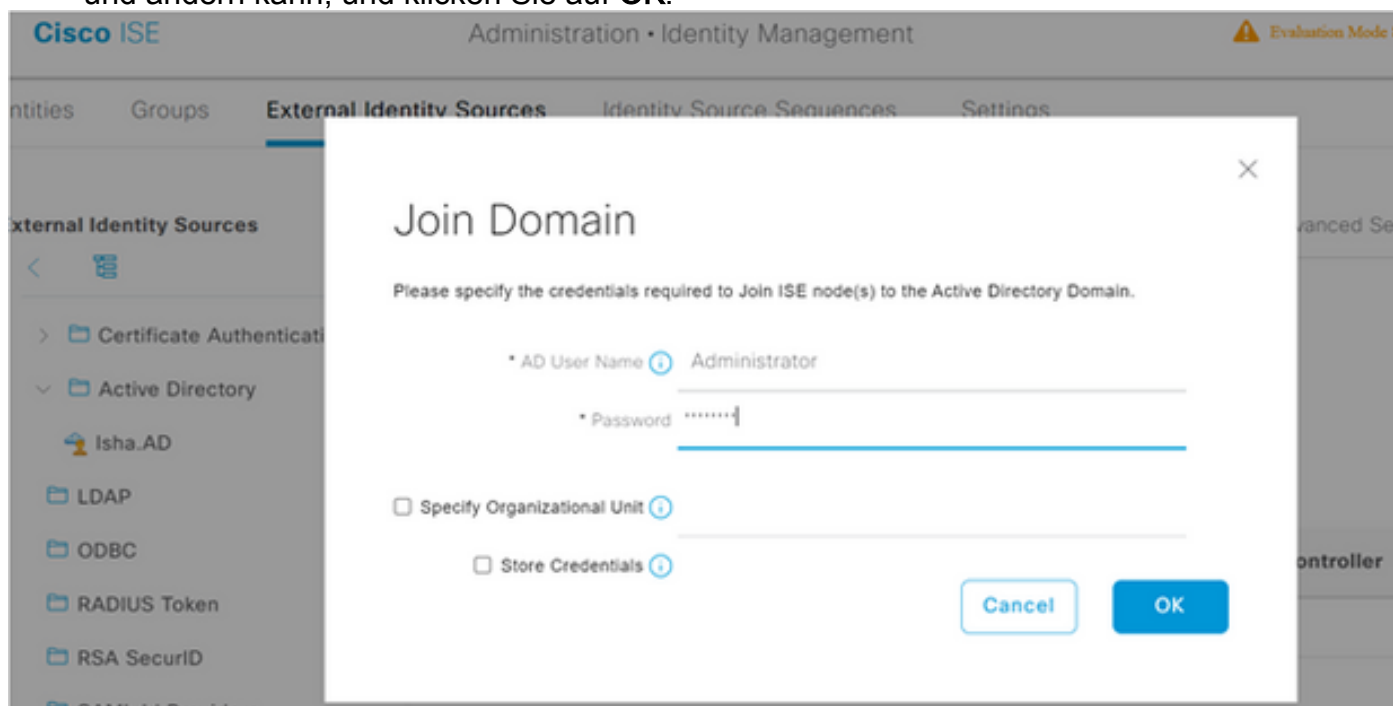 und ändern kann, und klicken Sie auf OK.
Cisco ISE Administration • Identity Management Evaluation Mode
ntities Groups External Identity Sources Identity Source Sequences Settings
Join Domain
xternal Identity Sources vanced Se
Please specify the credentials required to Join ISE node(s) to the Active Directory Domain.
Certificate Authenticati
* AD User Name Administrator
Active Directory
* Password ········
Isha.AD
LDAP
Specify Organizational Unit
ODBC
Store Credentials ontroller
RADIUS Token
Cancel OK
RSA SecurID